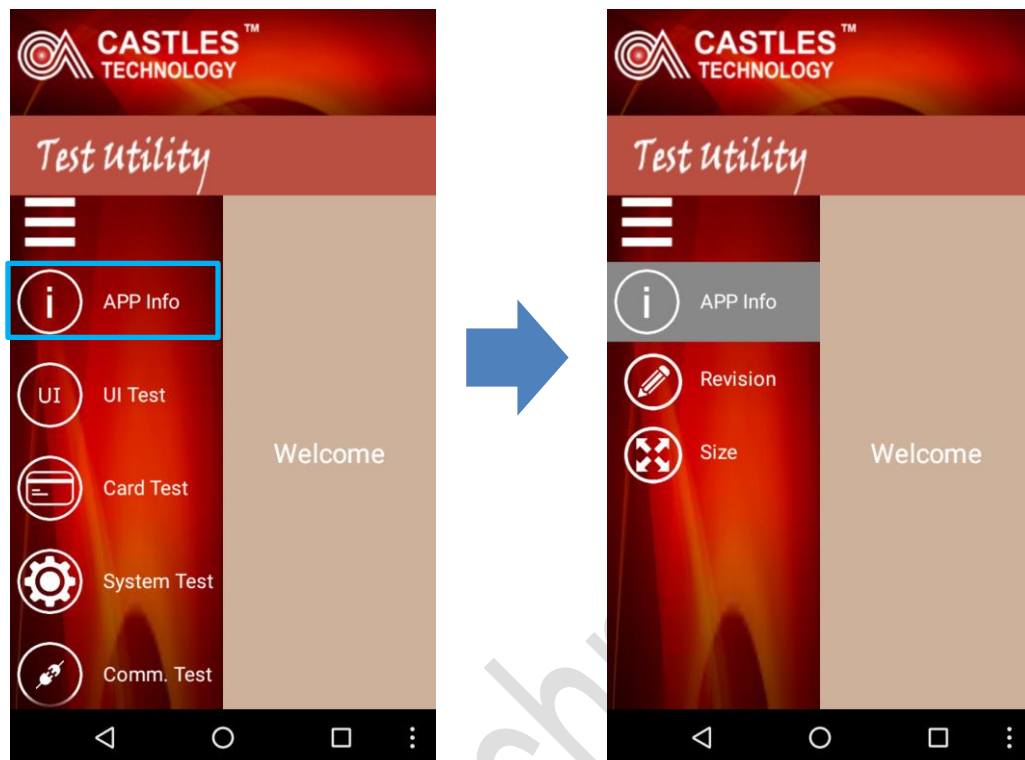 CASTLES™
TECHNOLOGY
Test Utility
i APP Info
UI UI Test
Card Test
System Test
Comm. Test
Welcome
CASTLES™
TECHNOLOGY
Test Utility
i APP Info
Revision
Size
Welcome